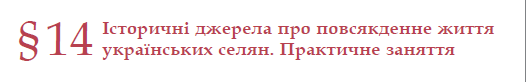 § 14 Історичні джерела про повсякденне життя
українських селян. Практичне заняття